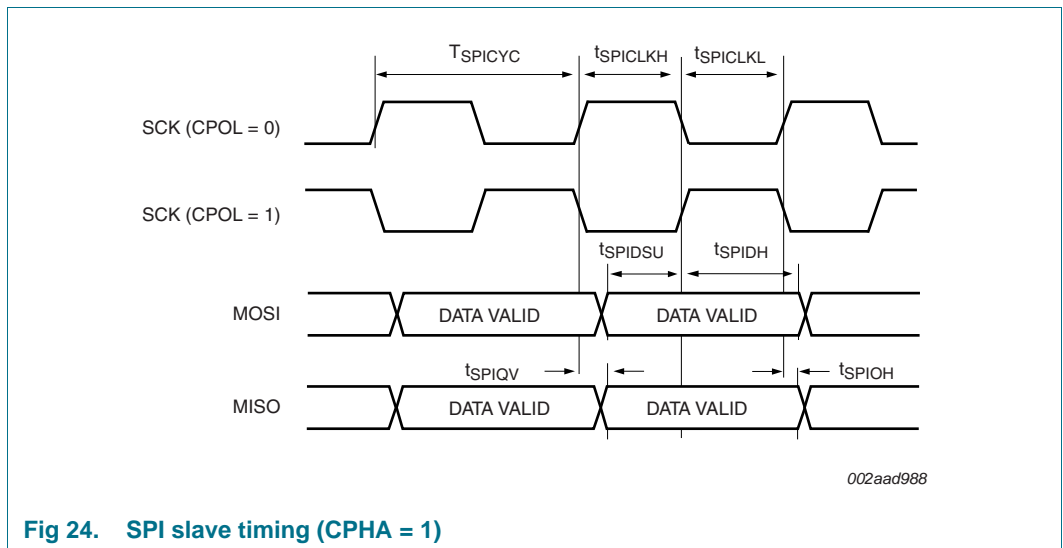 TSPICYC tSPICLKH tSPICLKL
SCK (CPOL = 0)
SCK (CPOL = 1)
tSPIDSU tSPIDH
MOSI DATA VALID DATA VALID
tSPIQV tSPIOH
MISO DATA VALID DATA VALID
002aad988
Fig 24. SPI slave timing (CPHA = 1)